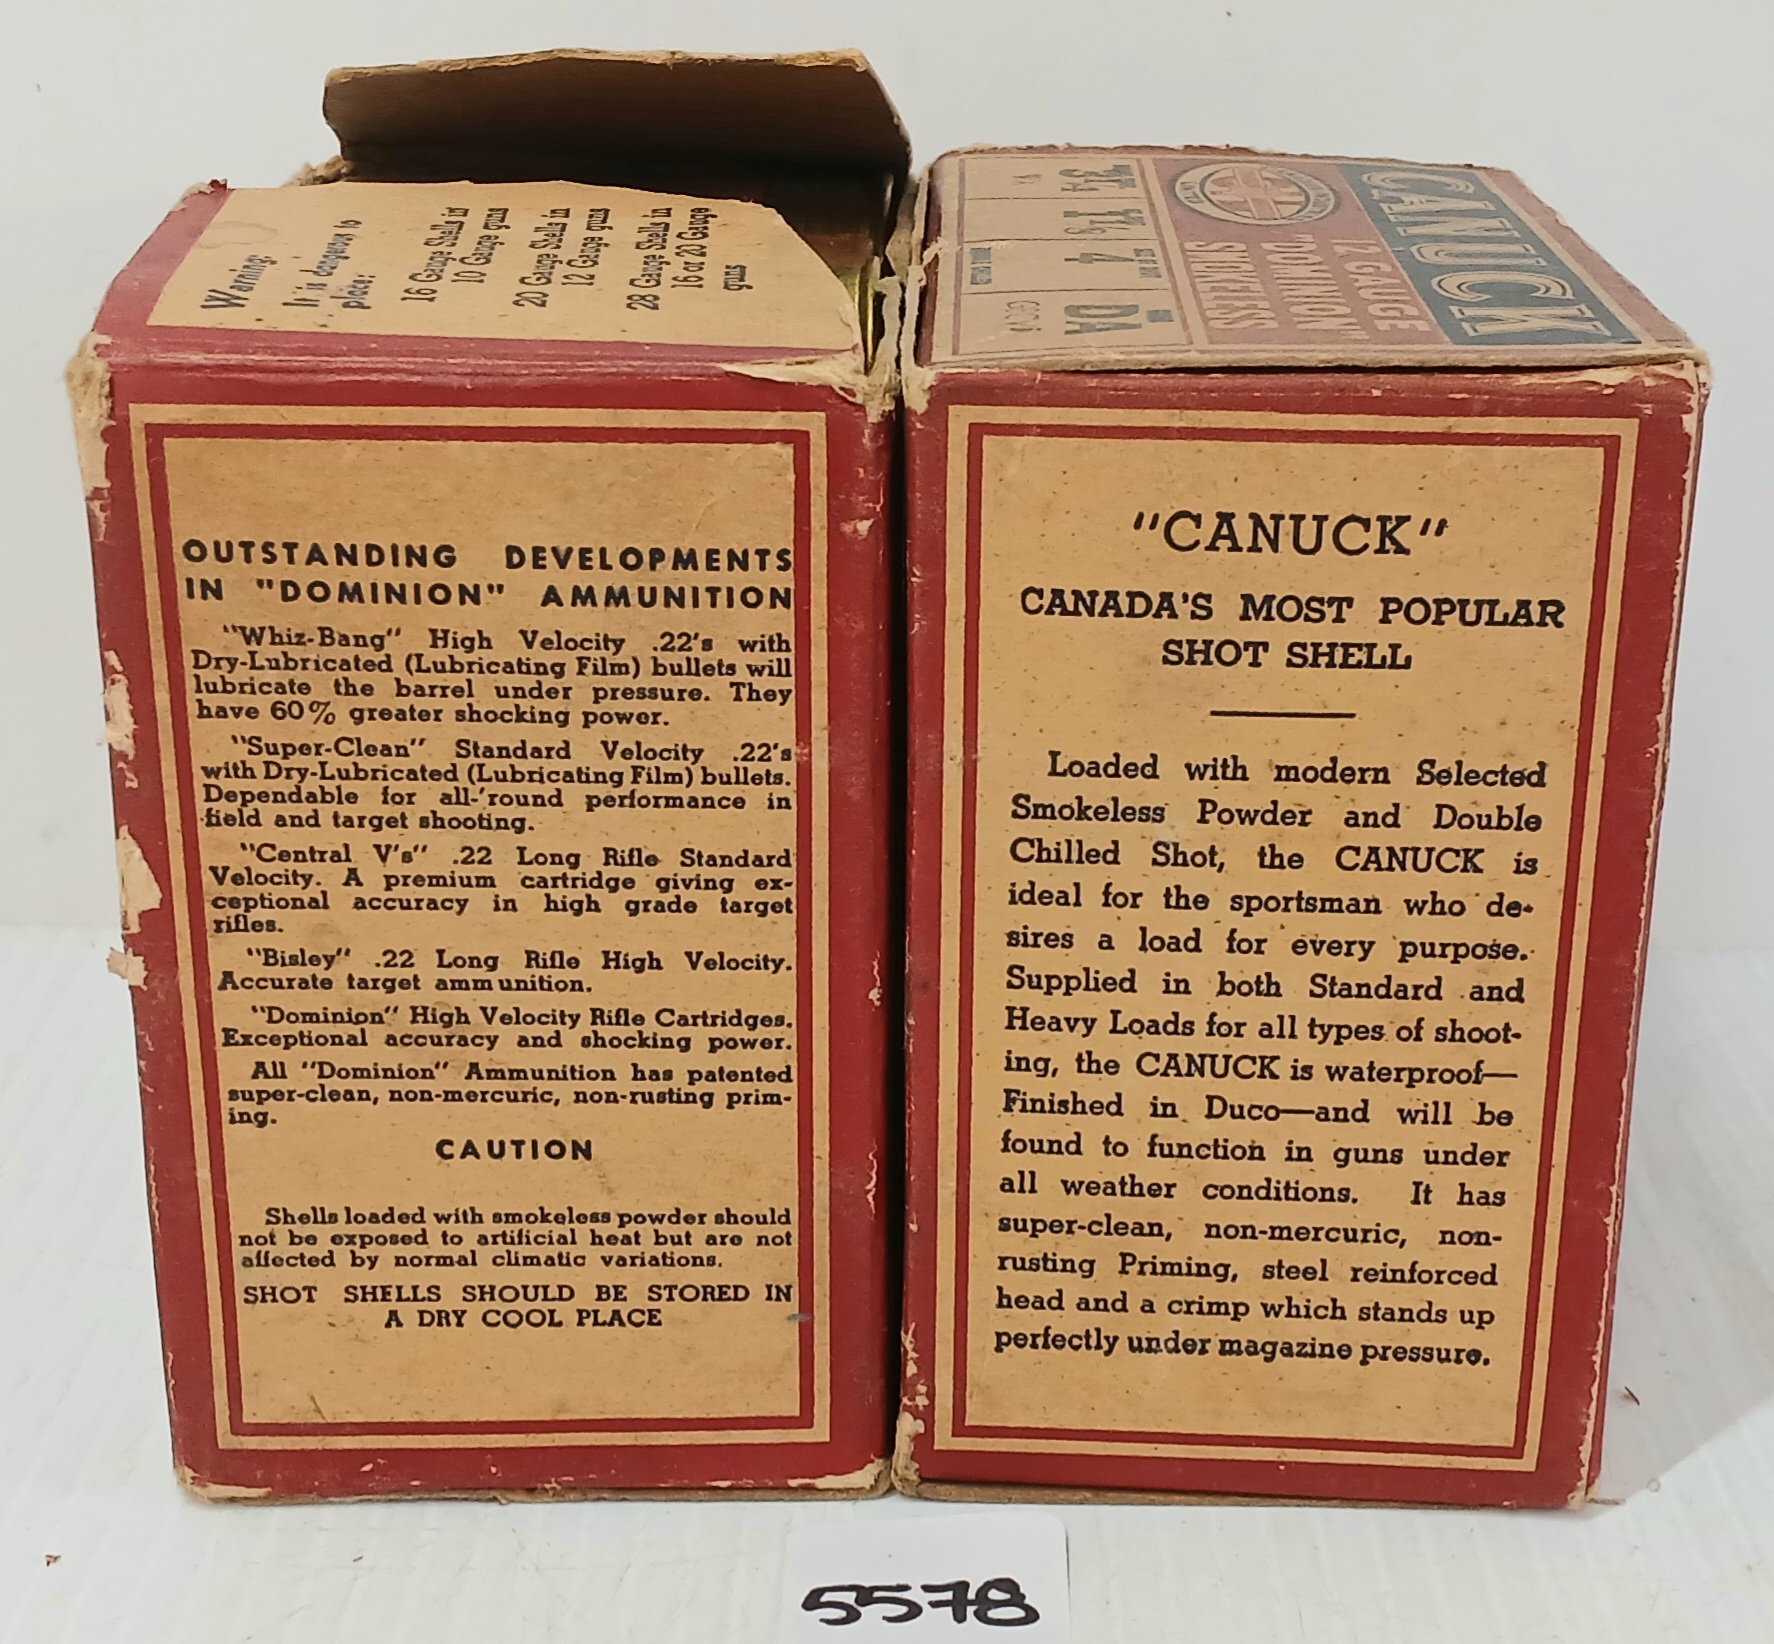 Warning:
It is dangerous to
place:
16 Gauge Shells in
10 Gauge guns
20 Gauge Shells in
12 Gauge guns
28 Gauge Shells in
16 or 20 Gauge
guns
OUTSTANDING DEVELOPMENTS
IN "DOMINION" AMMUNITION
"Whiz-Bang" High Velocity .22's with
Dry-Lubricated (Lubricating Film) bullets will
lubricate the barrel under pressure. They
have 60% greater shocking power.
"Super-Clean" Standard Velocity .22's
with Dry-Lubricated (Lubricating Film) bullets.
Dependable for all-'round performance in
field and target shooting.
"Central V's" .22 Long Rifle Standard
Velocity. A premium cartridge giving ex-
ceptional accuracy in high grade target
rifles.
"Bisley" .22 Long Rifle High Velocity.
Accurate target ammunition.
"Dominion" High Velocity Rifle Cartridges.
Exceptional accuracy and shocking power.
All "Dominion" Ammunition has patented
super-clean, non-mercuric, non-rusting prim-
ing.
CAUTION
Shells loaded with smokeless powder should
not be exposed to artificial heat but are not
affected by normal climatic variations.
SHOT SHELLS SHOULD BE STORED IN
A DRY COOL PLACE
CANUCK
12 GAUGE
"DOMINION"
SMOKELESS
3¼ 1⅛ 4 DA
"CANUCK"
CANADA'S MOST POPULAR
SHOT SHELL
Loaded with modern Selected
Smokeless Powder and Double
Chilled Shot, the CANUCK is
ideal for the sportsman who de-
sires a load for every purpose.
Supplied in both Standard and
Heavy Loads for all types of shoot-
ing, the CANUCK is waterproof—
Finished in Duco—and will be
found to function in guns under
all weather conditions. It has
super-clean, non-mercuric, non-
rusting Priming, steel reinforced
head and a crimp which stands up
perfectly under magazine pressure.
5578